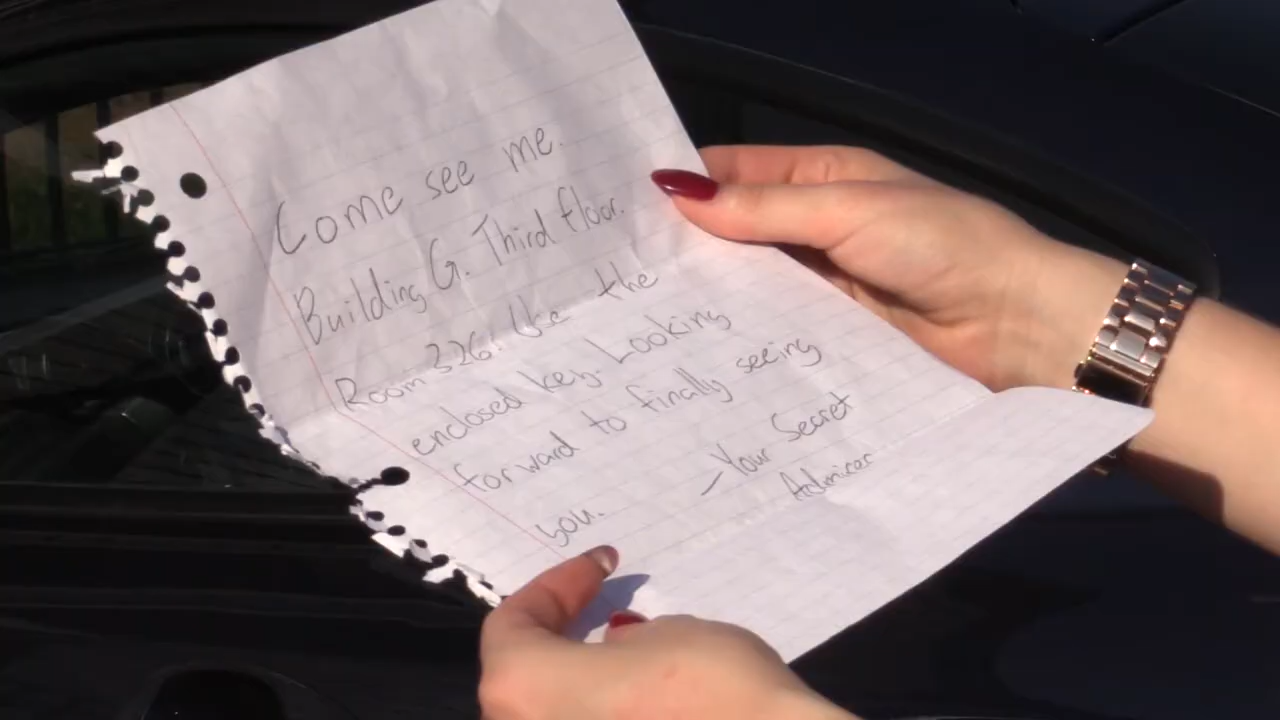 Come see me.
Building G. Third floor.
Room 326! Use the
enclosed key. Looking
forward to finally seeing
you.
—Your Secret
Admirer